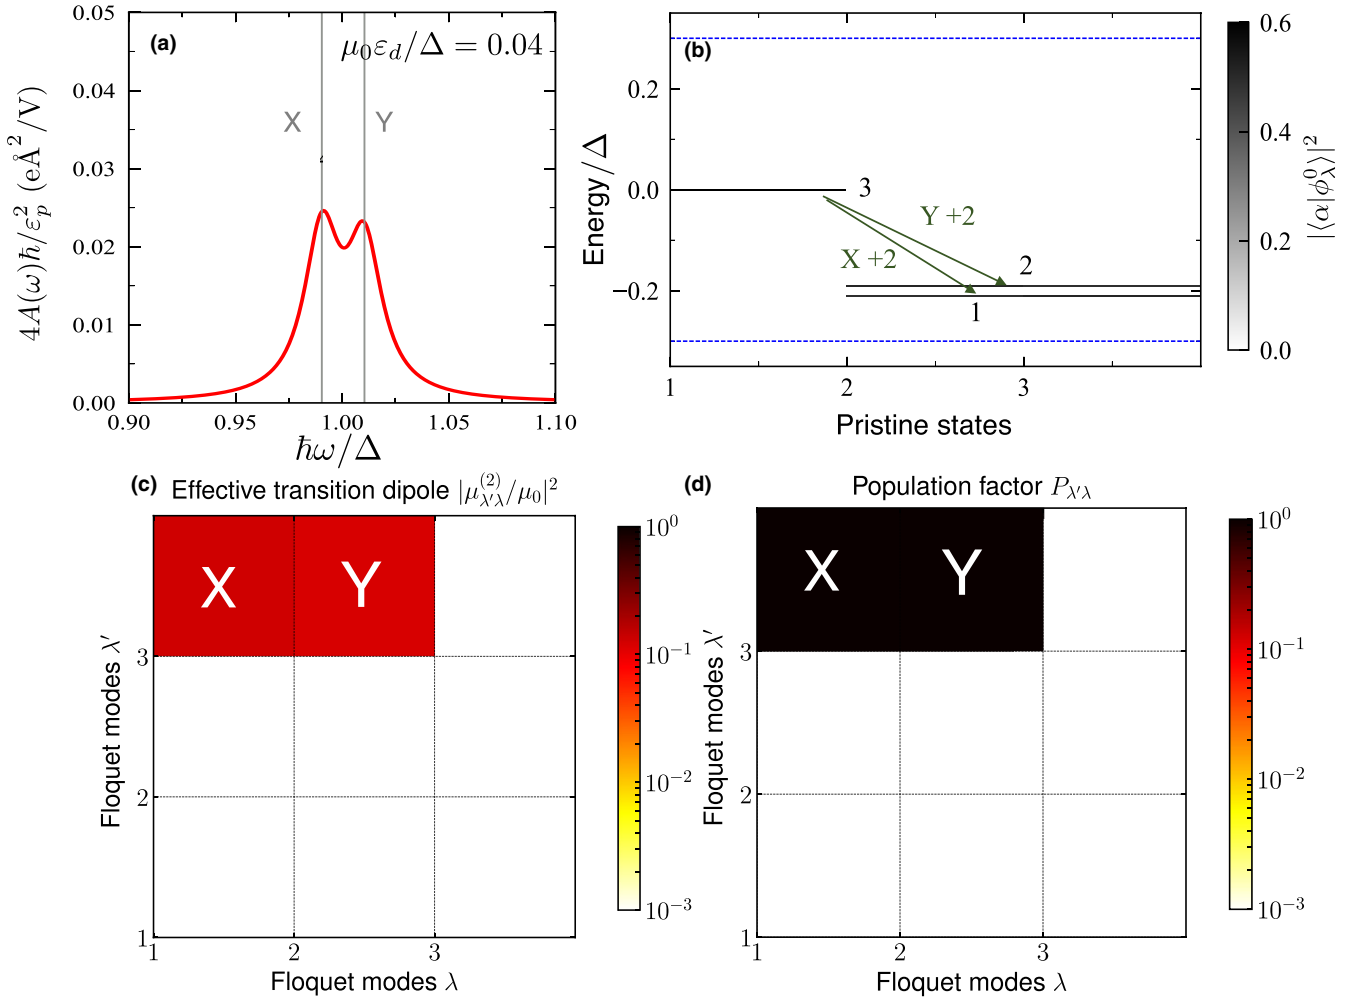 (a)
μ₀ε_d/Δ = 0.04
X
Y
4A(ω)ħ/ε_p² (eÅ²/V)
0.05
0.04
0.03
0.02
0.01
0.00
0.90
0.95
1.00
1.05
1.10
ħω/Δ
(b)
Energy/Δ
0.2
0.0
−0.2
3
Y +2
X +2
2
1
1
2
3
Pristine states
0.6
0.4
0.2
0.0
|⟨α|ϕ_λ⁰⟩|²
(c) Effective transition dipole |μ_λ′λ^(2)/μ₀|²
X
Y
Floquet modes λ′
3
2
1
1
2
3
Floquet modes λ
10⁰
10⁻¹
10⁻²
10⁻³
(d) Population factor P_λ′λ
X
Y
Floquet modes λ′
3
2
1
1
2
3
Floquet modes λ
10⁰
10⁻¹
10⁻²
10⁻³